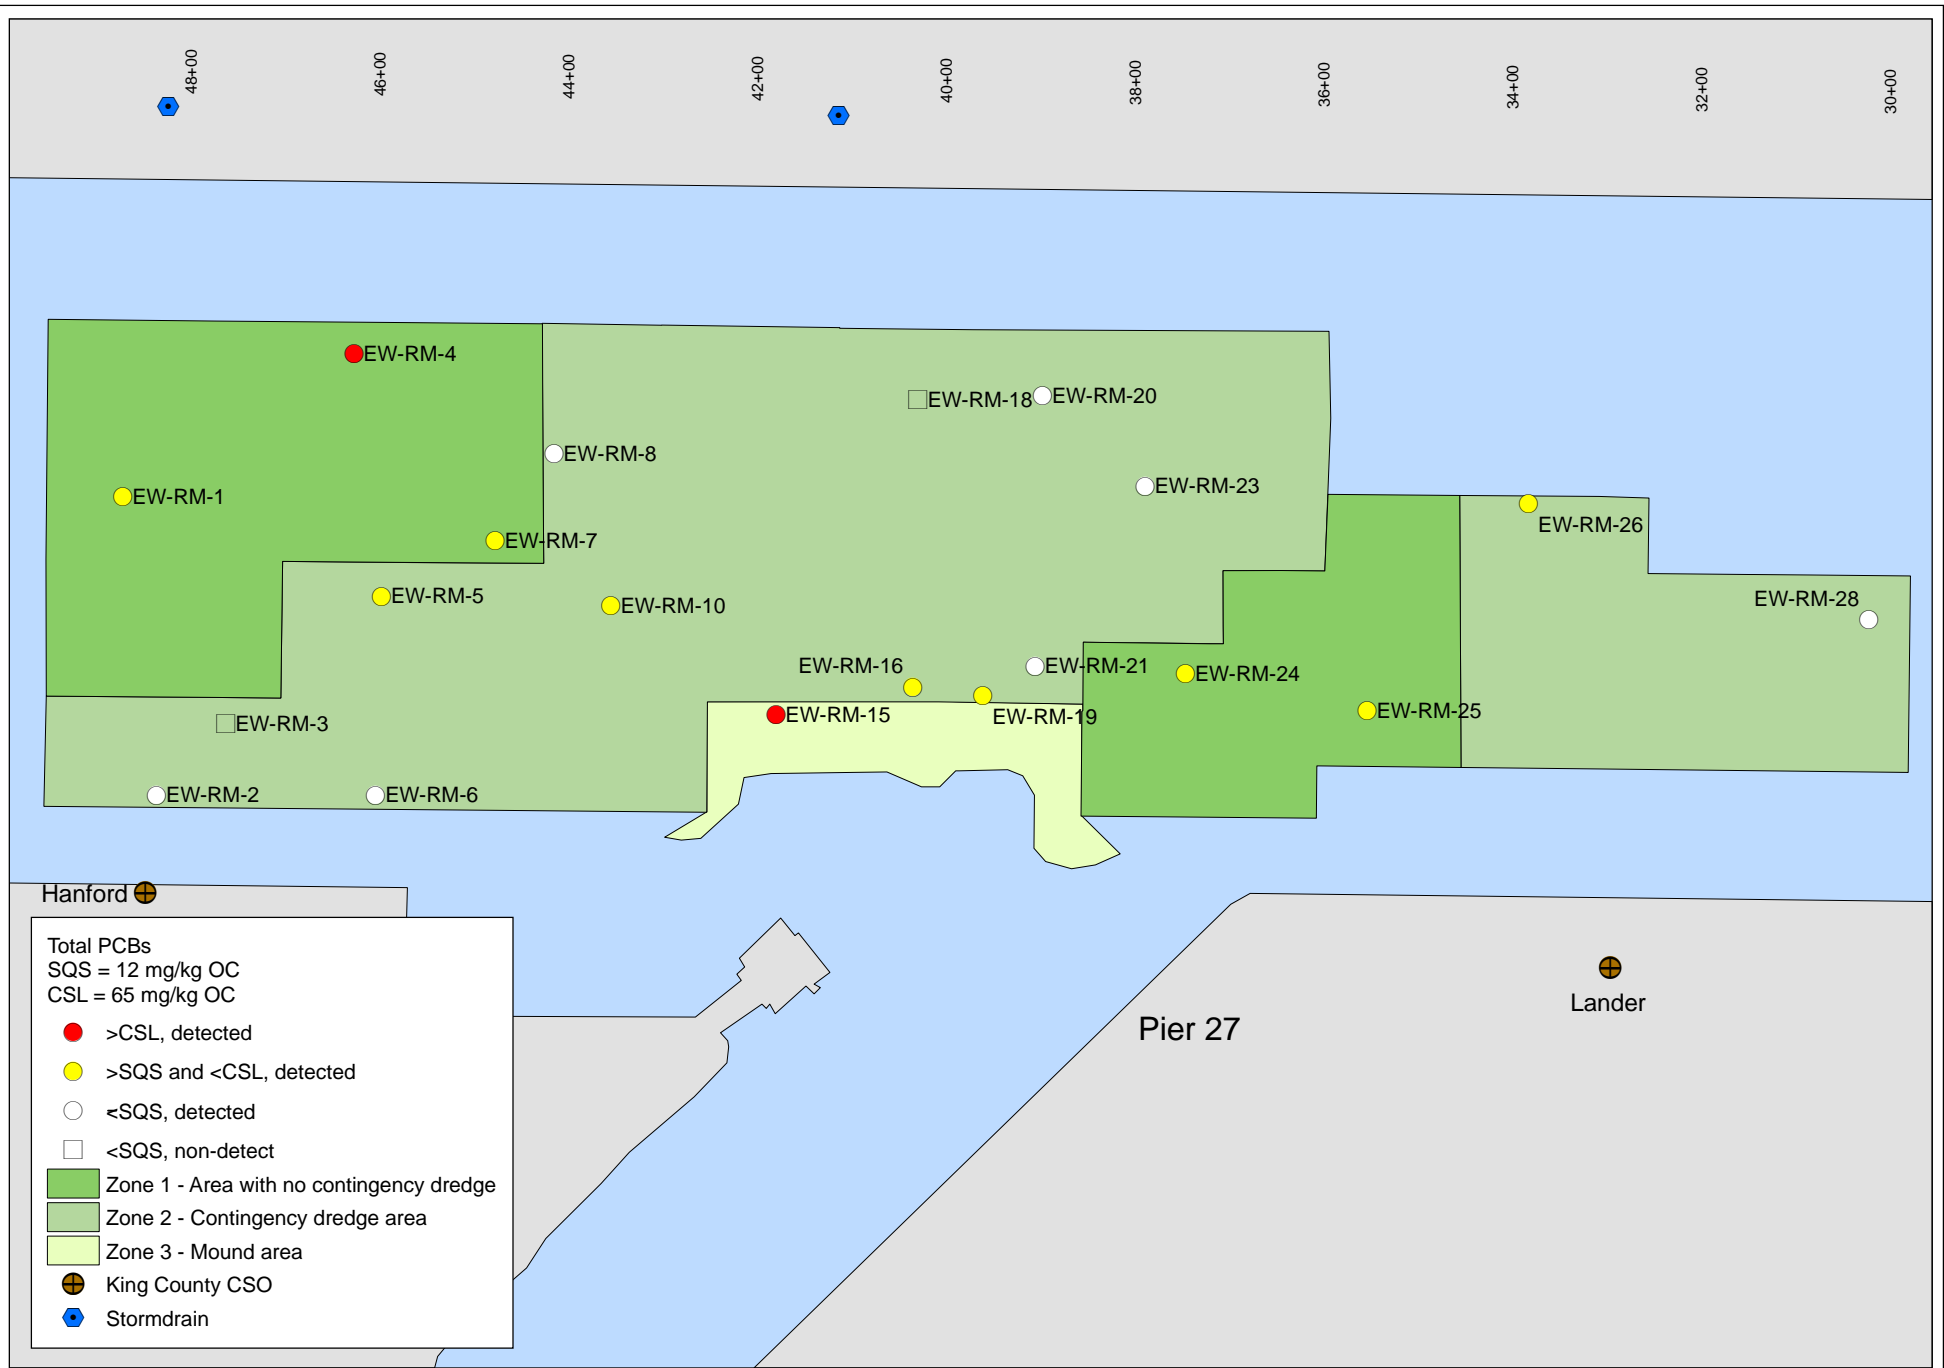 48+00
46+00
44+00
42+00
40+00
38+00
36+00
34+00
32+00
30+00
EW-RM-4
EW-RM-18
EW-RM-20
EW-RM-8
EW-RM-23
EW-RM-1
EW-RM-26
EW-RM-7
EW-RM-5
EW-RM-10
EW-RM-28
EW-RM-16
EW-RM-21
EW-RM-24
EW-RM-3
EW-RM-15
EW-RM-19
EW-RM-25
EW-RM-2
EW-RM-6
Hanford
Lander
Pier 27
Total PCBs
SQS = 12 mg/kg OC
CSL = 65 mg/kg OC
>CSL, detected
>SQS and <CSL, detected
<SQS, detected
<SQS, non-detect
Zone 1 - Area with no contingency dredge
Zone 2 - Contingency dredge area
Zone 3 - Mound area
King County CSO
Stormdrain